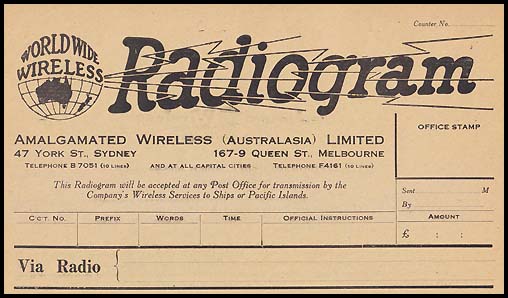 Counter No.
WORLD WIDE
WIRELESS
Radiogram
AMALGAMATED WIRELESS (AUSTRALASIA) LIMITED
47 YORK ST., SYDNEY 167-9 QUEEN ST., MELBOURNE
TELEPHONE B 7051 (10 LINES) AND AT ALL CAPITAL CITIES TELEPHONE F4161 (10 LINES)
This Radiogram will be accepted at any Post Office for transmission by the
Company's Wireless Services to Ships or Pacific Islands.
OFFICE STAMP
Sent M
By
CGT. NO. PREFIX WORDS TIME OFFICIAL INSTRUCTIONS AMOUNT
£ : :
Via Radio